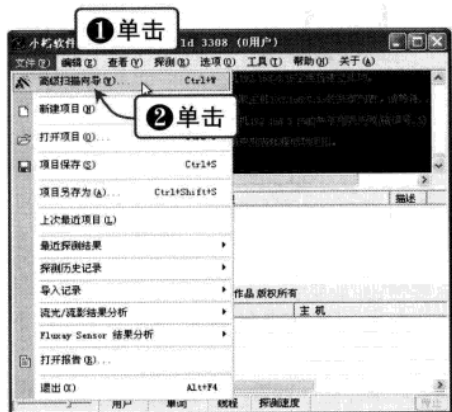 ❶单击
小榕软件
ld 3308 (0用户)
文件(F) 编辑(E) 查看(V) 探测(R) 选项(O) 工具(T) 帮助(H) 关于(A)
高级扫描向导(W)... Ctrl+W
❷单击
新建项目(N)
打开项目(O)...
项目保存(S) Ctrl+S
项目另存为(A)... Ctrl+Shift+S
描述
上次最近项目(L)
最近探测结果
探测历史记录
导入记录
作品 版权所有
流光/流影结果分析
主机
Fluxay Sensor 结果分析
打开报告(R)...
退出(X) Alt+F4
用户 单词 线程 探测速度
停止